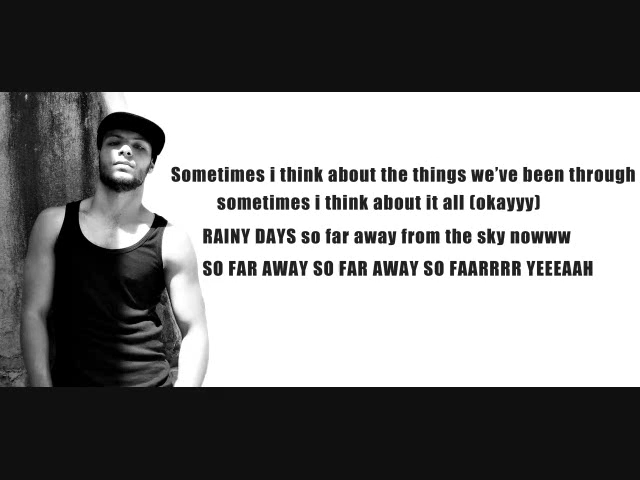 Sometimes i think about the things we've been through
sometimes i think about it all (okayyy)
RAINY DAYS so far away from the sky nowww
SO FAR AWAY SO FAR AWAY SO FAARRRR YEEEAAH